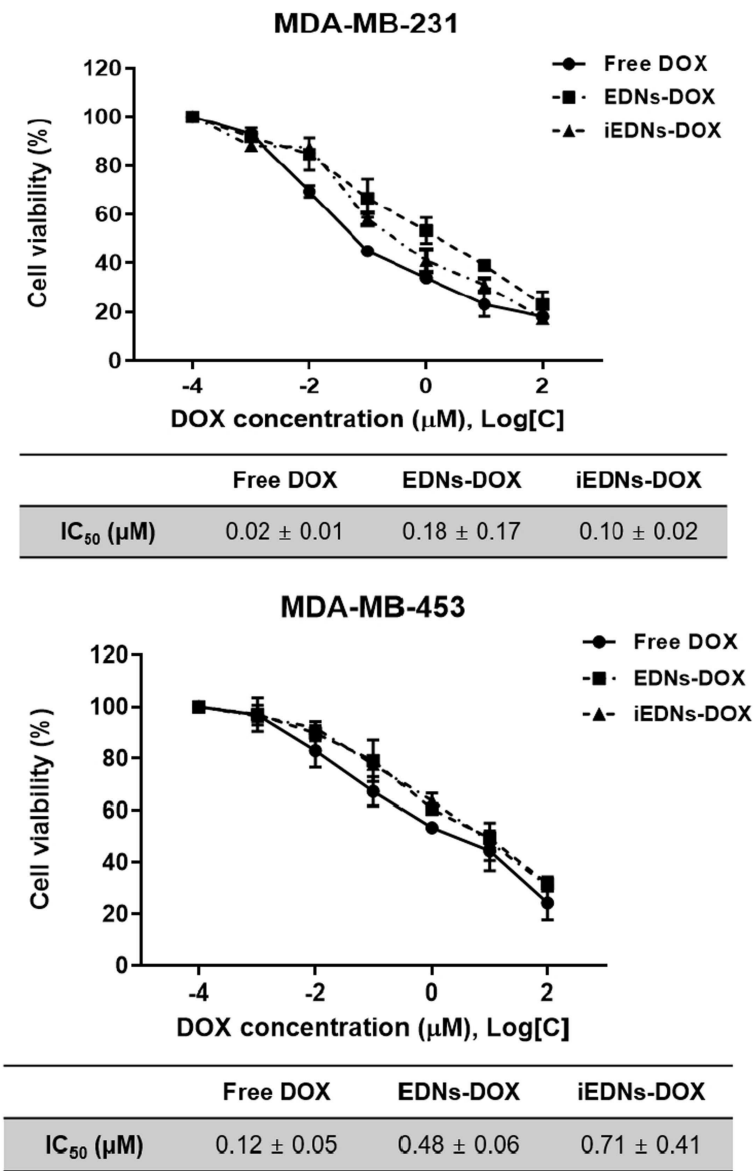 MDA-MB-231
Free DOX
EDNs-DOX
iEDNs-DOX
120
100
80
60
40
20
0
Cell vialbility (%)
-4 -2 0 2
DOX concentration (μM), Log[C]
Free DOX EDNs-DOX iEDNs-DOX
IC50 (μM) 0.02 ± 0.01 0.18 ± 0.17 0.10 ± 0.02
MDA-MB-453
Free DOX
EDNs-DOX
iEDNs-DOX
120
100
80
60
40
20
0
Cell vialbility (%)
-4 -2 0 2
DOX concentration (μM), Log[C]
Free DOX EDNs-DOX iEDNs-DOX
IC50 (μM) 0.12 ± 0.05 0.48 ± 0.06 0.71 ± 0.41